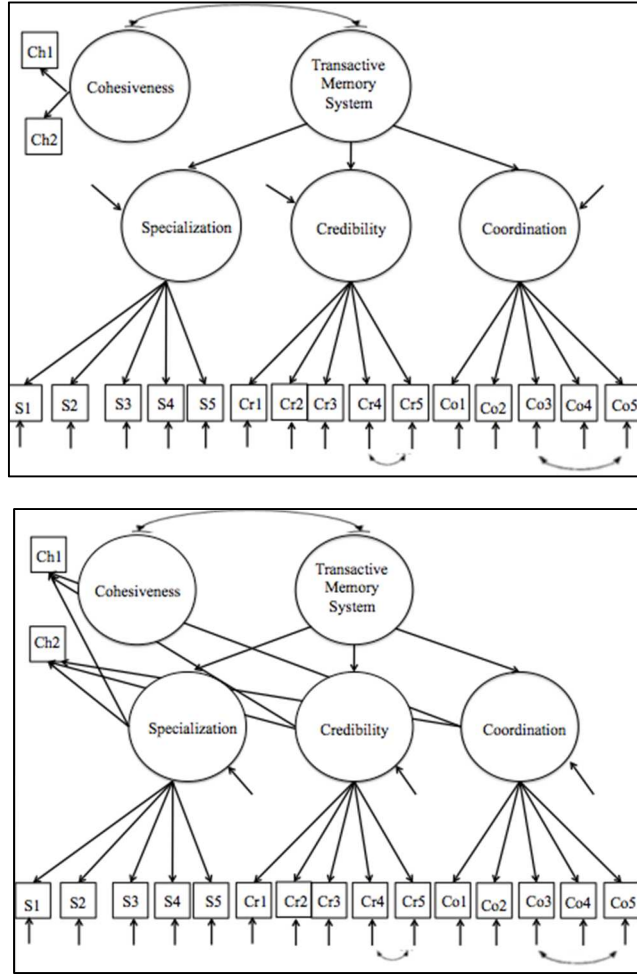 Ch1
Cohesiveness
Transactive
Memory
System
Ch2
Specialization
Credibility
Coordination
S1 S2 S3 S4 S5 Cr1 Cr2 Cr3 Cr4 Cr5 Co1 Co2 Co3 Co4 Co5
Ch1
Cohesiveness
Transactive
Memory
System
Ch2
Specialization
Credibility
Coordination
S1 S2 S3 S4 S5 Cr1 Cr2 Cr3 Cr4 Cr5 Co1 Co2 Co3 Co4 Co5